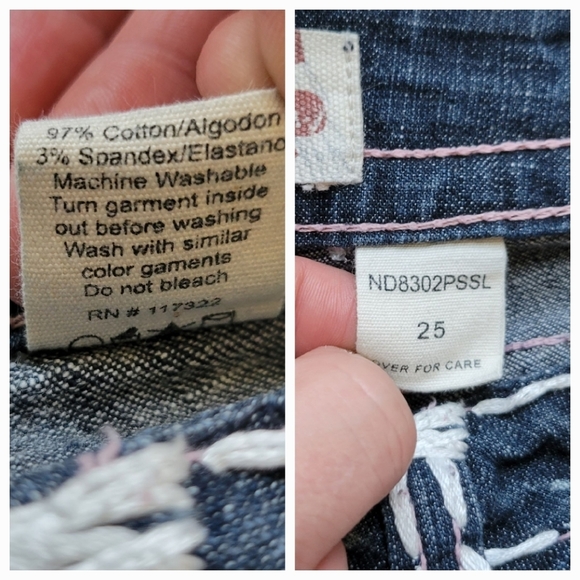 97% Cotton/Algodon
3% Spandex/Elastano
Machine Washable
Turn garment inside
out before washing
Wash with similar
color gaments
Do not bleach
RN # 117322
ND8302PSSL
25
OVER FOR CARE